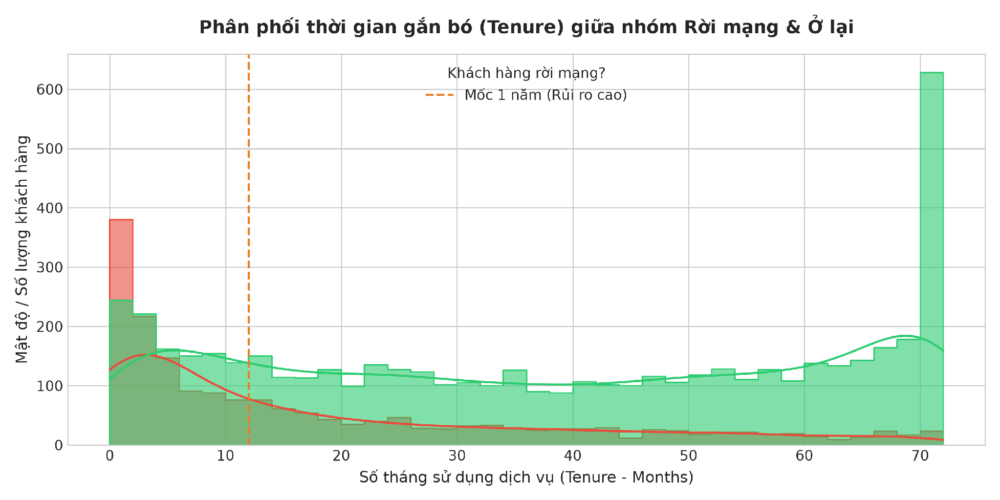 Phân phối thời gian gắn bó (Tenure) giữa nhóm Rời mạng & Ở lại
Khách hàng rời mạng?
Mốc 1 năm (Rủi ro cao)
Mật độ / Số lượng khách hàng
600
500
400
300
200
100
0
0 10 20 30 40 50 60 70
Số tháng sử dụng dịch vụ (Tenure - Months)